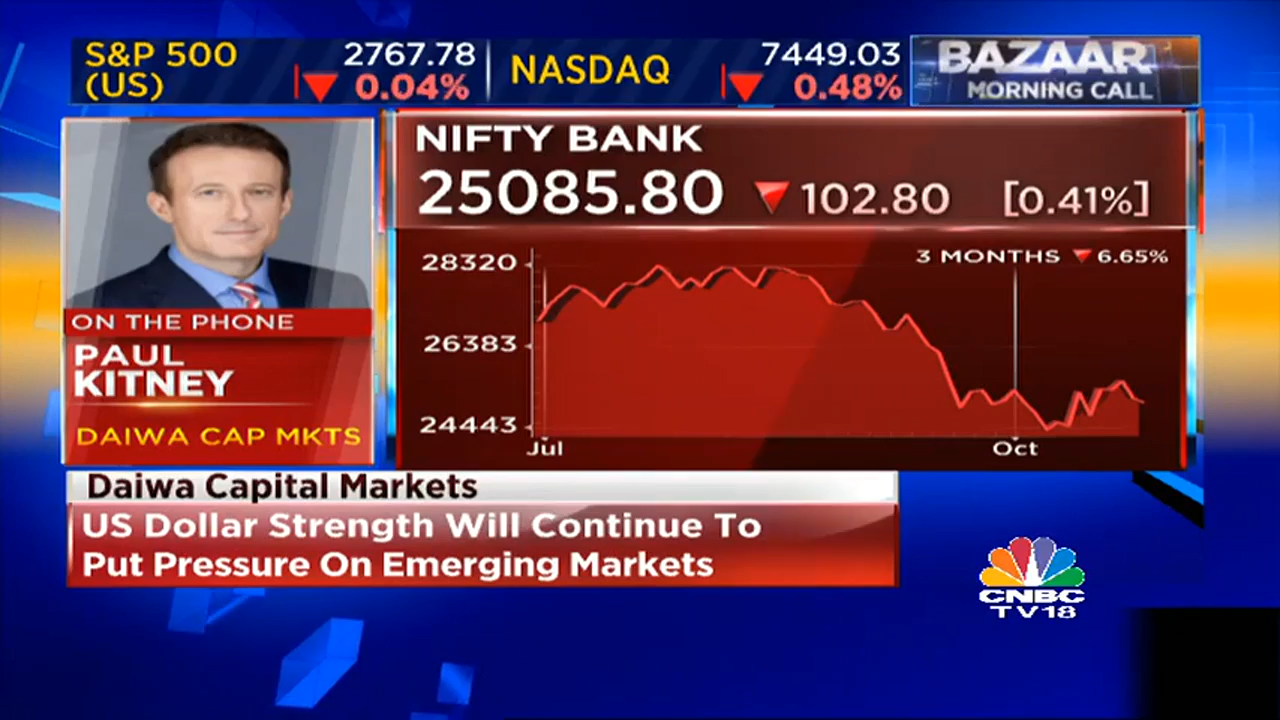 S&P 500
(US)
2767.78
0.04%
NASDAQ
7449.03
0.48%
BAZAAR
MORNING CALL
ON THE PHONE
PAUL
KITNEY
DAIWA CAP MKTS
NIFTY BANK
25085.80
102.80
[0.41%]
3 MONTHS
6.65%
28320
26383
24443
Jul
Oct
Daiwa Capital Markets
US Dollar Strength Will Continue To
Put Pressure On Emerging Markets
CNBC
TV18